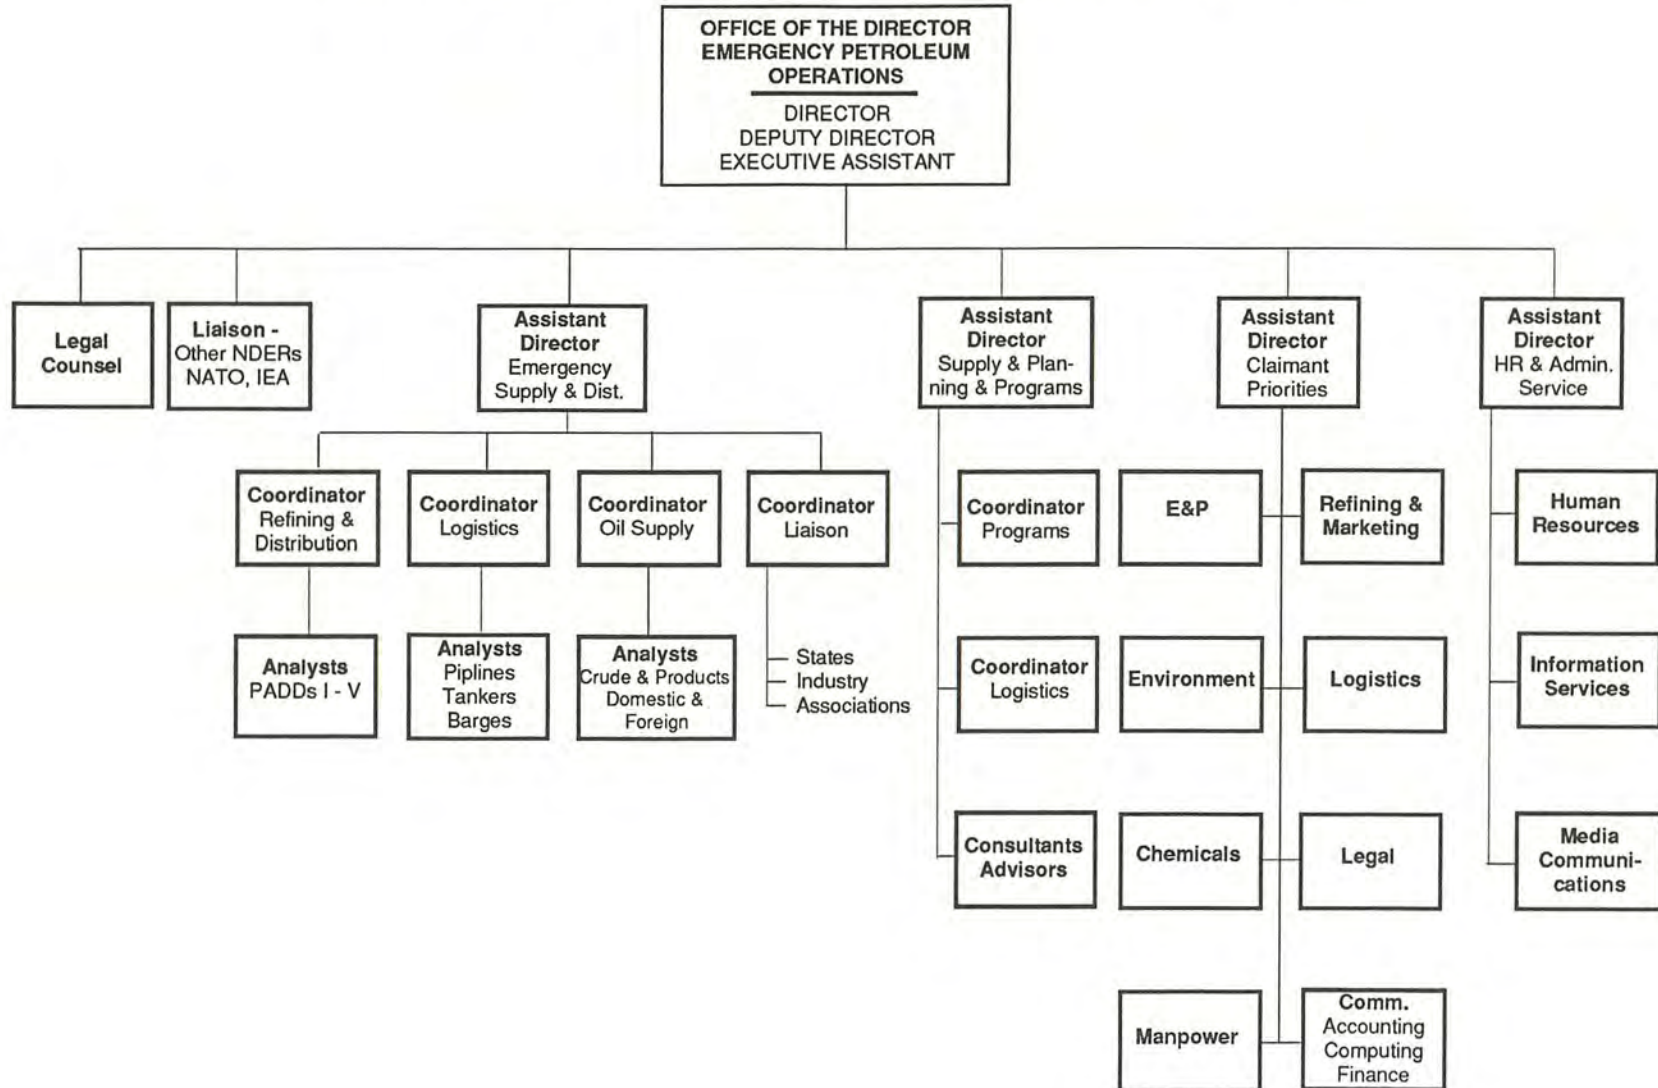 OFFICE OF THE DIRECTOR
EMERGENCY PETROLEUM
OPERATIONS
DIRECTOR
DEPUTY DIRECTOR
EXECUTIVE ASSISTANT
Legal
Counsel
Liaison -
Other NDERs
NATO, IEA
Assistant
Director
Emergency
Supply & Dist.
Assistant
Director
Supply & Plan-
ning & Programs
Assistant
Director
Claimant
Priorities
Assistant
Director
HR & Admin.
Service
Coordinator
Refining &
Distribution
Coordinator
Logistics
Coordinator
Oil Supply
Coordinator
Liaison
Coordinator
Programs
E&P
Refining &
Marketing
Human
Resources
Analysts
PADDs I - V
Analysts
Piplines
Tankers
Barges
Analysts
Crude & Products
Domestic &
Foreign
States
Industry
Associations
Coordinator
Logistics
Environment
Logistics
Information
Services
Consultants
Advisors
Chemicals
Legal
Media
Communi-
cations
Manpower
Comm.
Accounting
Computing
Finance